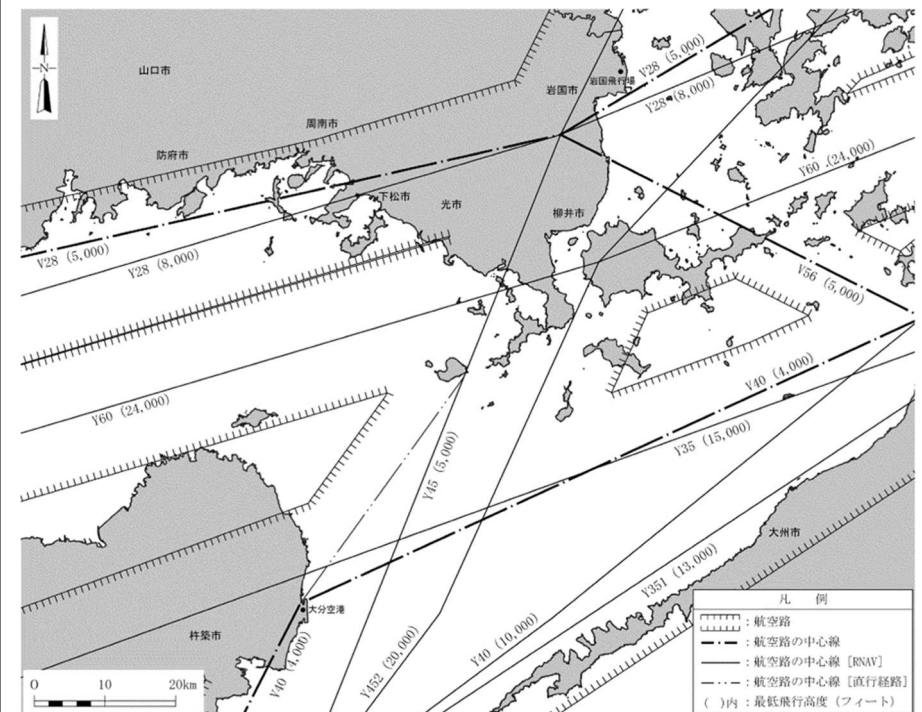 N
山口市
岩国市
岩国飛行場
周南市
防府市
下松市
光市
柳井市
V28 (5,000)
Y28 (8,000)
Y60 (24,000)
V28 (5,000)
Y28 (8,000)
V56 (5,000)
V40 (4,000)
Y60 (24,000)
Y35 (15,000)
Y45 (5,000)
大洲市
Y351 (13,000)
大分空港
杵築市
V40 (4,000)
Y452 (20,000)
Y40 (10,000)
0 10 20km
凡 例
：航空路
：航空路の中心線
：航空路の中心線［RNAV］
：航空路の中心線［直行経路］
( )内 ：最低飛行高度（フィート）